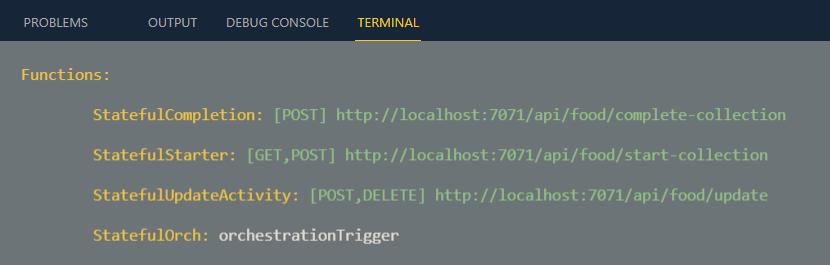 PROBLEMS OUTPUT DEBUG CONSOLE TERMINAL
Functions:
StatefulCompletion: [POST] http://localhost:7071/api/food/complete-collection
StatefulStarter: [GET,POST] http://localhost:7071/api/food/start-collection
StatefulUpdateActivity: [POST,DELETE] http://localhost:7071/api/food/update
StatefulOrch: orchestrationTrigger